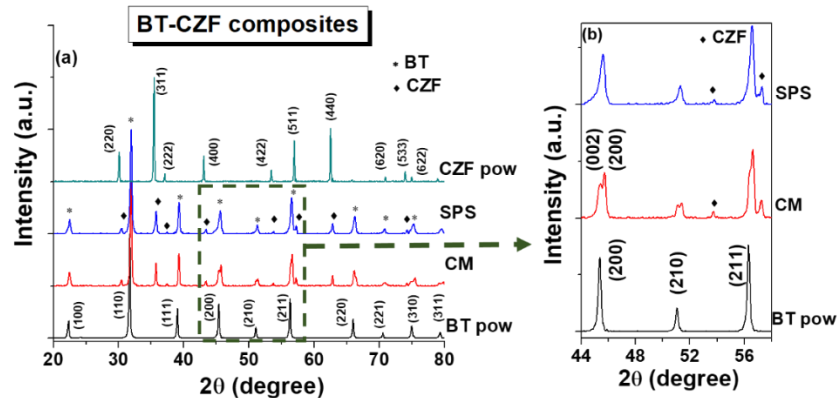 BT-CZF composites
(a)
* BT
♦ CZF
(220)
(311)
(222)
(400)
(422)
(511)
(440)
(620)
(533)
(622)
CZF pow
SPS
CM
BT pow
(100)
(110)
(111)
(200)
(210)
(211)
(220)
(221)
(310)
(311)
20 30 40 50 60 70 80
2θ (degree)
Intensity (a.u.)
(b)
♦ CZF
SPS
(002)
(200)
CM
(200)
(210)
(211)
BT pow
44 48 52 56
2θ (degree)
Intensity (a.u.)